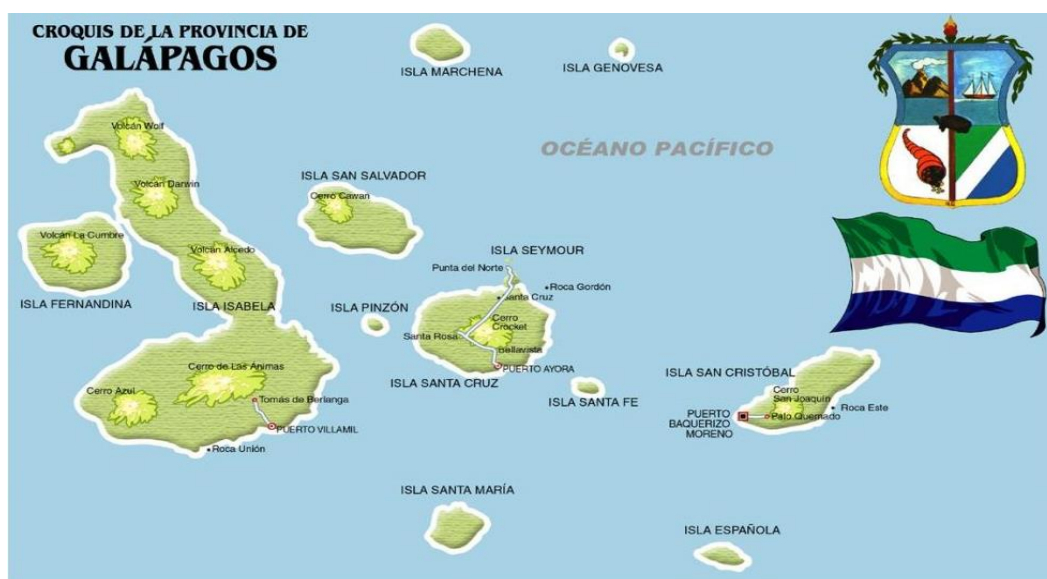 CROQUIS DE LA PROVINCIA DE
GALÁPAGOS
ISLA MARCHENA
ISLA GENOVESA
OCÉANO PACÍFICO
Volcán Wolf
Volcán Darwin
Volcán La Cumbre
Volcán Alcedo
ISLA FERNANDINA
ISLA ISABELA
ISLA SAN SALVADOR
Cerro Cawan
ISLA SEYMOUR
Punta del Norte
Roca Gordón
Santa Cruz
ISLA PINZÓN
Cerro
Crocket
Santa Rosa
Bellavista
PUERTO AYORA
ISLA SANTA CRUZ
ISLA SANTA FE
Cerro de Las Ánimas
Cerro Azul
Tomás de Berlanga
PUERTO VILLAMIL
Roca Unión
ISLA SAN CRISTÓBAL
Cerro
San Joaquín
Roca Este
Palo Quemado
PUERTO
BAQUERIZO
MORENO
ISLA SANTA MARÍA
ISLA ESPAÑOLA